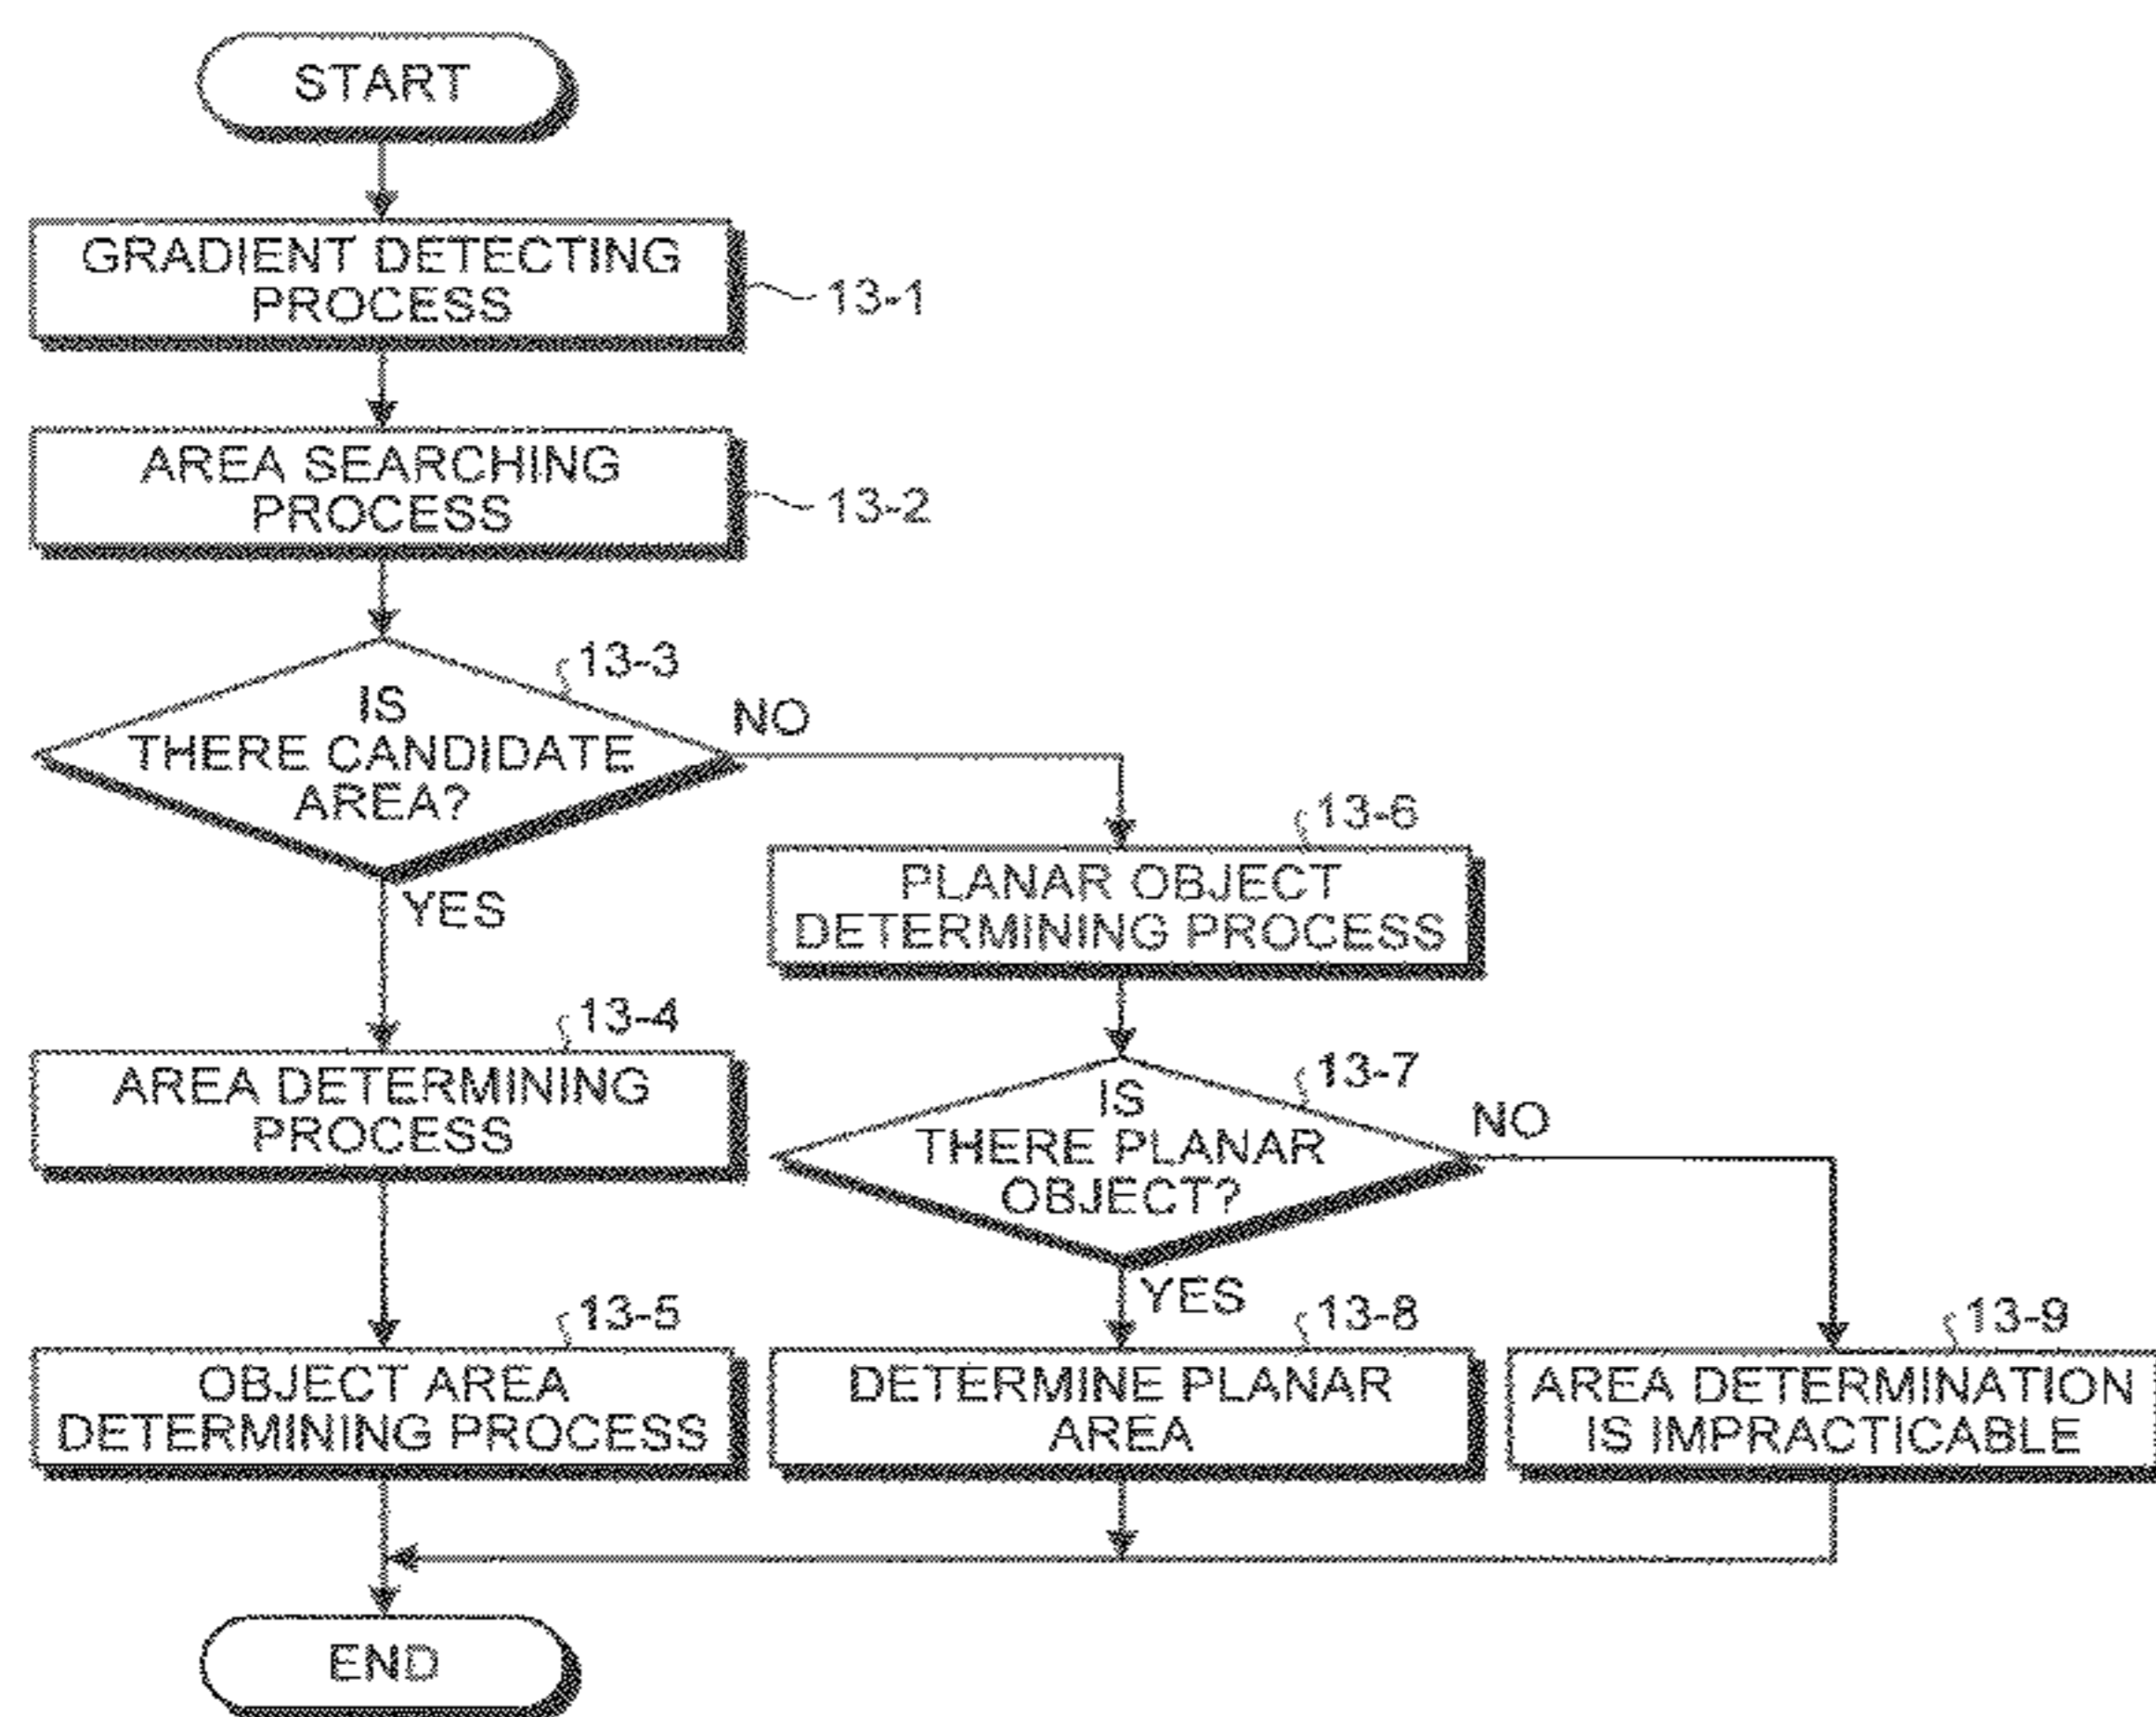 START
GRADIENT DETECTING
PROCESS
13-1
AREA SEARCHING
PROCESS
13-2
13-3
IS
THERE CANDIDATE
AREA?
NO
YES
13-6
PLANAR OBJECT
DETERMINING PROCESS
13-4
AREA DETERMINING
PROCESS
13-7
IS
THERE PLANAR
OBJECT?
NO
YES
13-5
OBJECT AREA
DETERMINING PROCESS
13-8
DETERMINE PLANAR
AREA
13-9
AREA DETERMINATION
IS IMPRACTICABLE
END